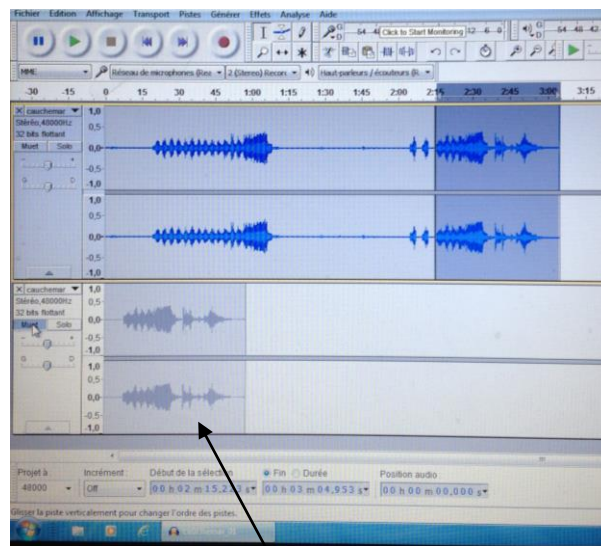 Fichier Edition Affichage Transport Pistes Générer Effets Analyse Aide
Click to Start Monitoring 12 -6 0
G
D
54 -48 -42
MME
Réseau de microphones (Rea
2 (Stereo) Recon
Haut-parleurs / écouteurs (R
-30 -15 0 15 30 45 1:00 1:15 1:30 1:45 2:00 2:15 2:30 2:45 3:00 3:15
cauchemar
Stéréo,48000Hz
32 bits flottant
Muet Solo
- +
G D
1,0
0,5-
0,0-
-0,5-
-1,0
1,0
0,5-
0,0-
-0,5-
-1,0
cauchemar
Stéréo,48000Hz
32 bits flottant
Muet Solo
- +
G D
1,0
0,5-
0,0-
-0,5-
-1,0
1,0
0,5-
0,0-
-0,5-
-1,0
Projet à :
Incrément :
Début de la sélection
Fin
Durée
Position audio :
48000
Off
00 h 03 m 04,953 s
00 h 00 m 00,000 s
Glisser la piste verticalement pour changer l'ordre des pistes.